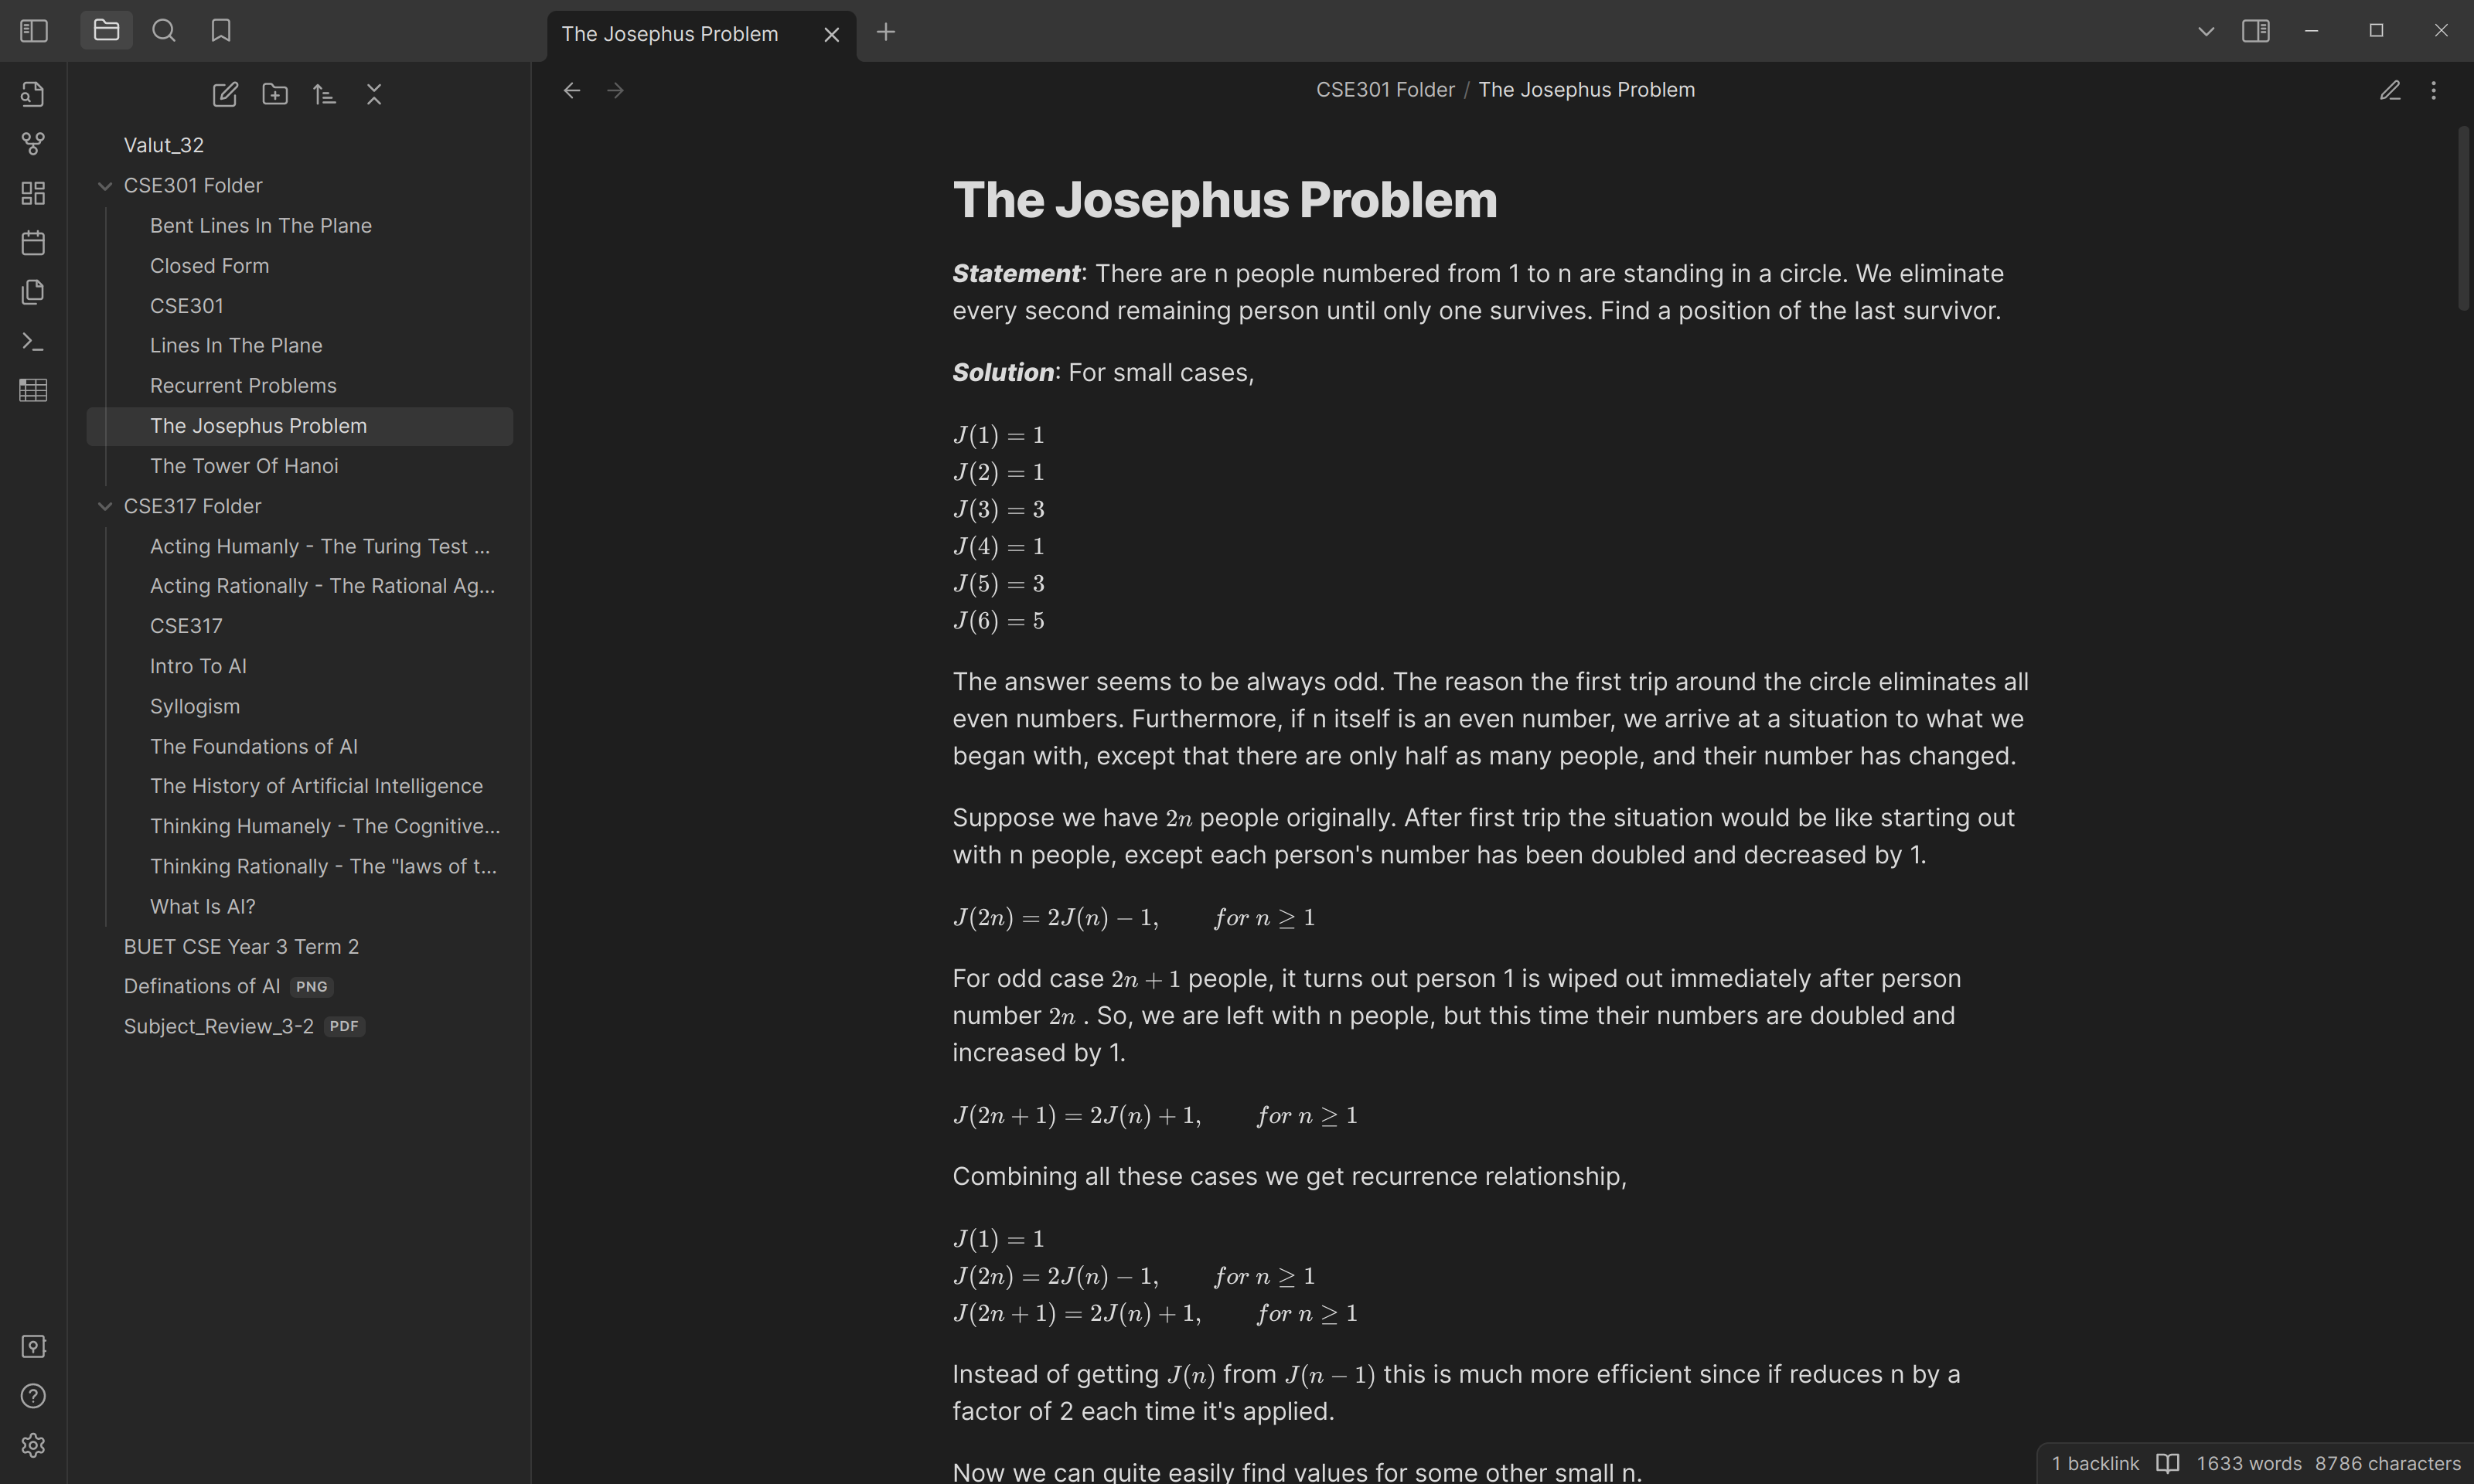 The Josephus Problem
Valut_32
CSE301 Folder
Bent Lines In The Plane
Closed Form
CSE301
Lines In The Plane
Recurrent Problems
The Josephus Problem
The Tower Of Hanoi
CSE317 Folder
Acting Humanly - The Turing Test ...
Acting Rationally - The Rational Ag...
CSE317
Intro To AI
Syllogism
The Foundations of AI
The History of Artificial Intelligence
Thinking Humanely - The Cognitive...
Thinking Rationally - The "laws of t...
What Is AI?
BUET CSE Year 3 Term 2
Definations of AI PNG
Subject_Review_3-2 PDF
CSE301 Folder / The Josephus Problem
The Josephus Problem
Statement: There are n people numbered from 1 to n are standing in a circle. We eliminate
every second remaining person until only one survives. Find a position of the last survivor.
Solution: For small cases,
J(1) = 1
J(2) = 1
J(3) = 3
J(4) = 1
J(5) = 3
J(6) = 5
The answer seems to be always odd. The reason the first trip around the circle eliminates all
even numbers. Furthermore, if n itself is an even number, we arrive at a situation to what we
began with, except that there are only half as many people, and their number has changed.
Suppose we have 2n people originally. After first trip the situation would be like starting out
with n people, except each person's number has been doubled and decreased by 1.
J(2n) = 2J(n) − 1, for n ≥ 1
For odd case 2n + 1 people, it turns out person 1 is wiped out immediately after person
number 2n . So, we are left with n people, but this time their numbers are doubled and
increased by 1.
J(2n + 1) = 2J(n) + 1, for n ≥ 1
Combining all these cases we get recurrence relationship,
J(1) = 1
J(2n) = 2J(n) − 1, for n ≥ 1
J(2n + 1) = 2J(n) + 1, for n ≥ 1
Instead of getting J(n) from J(n − 1) this is much more efficient since if reduces n by a
factor of 2 each time it's applied.
Now we can quite easily find values for some other small n.
1 backlink 1633 words 8786 characters